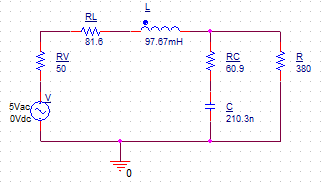 L
RL
81.6
97.67mH
RV
50
RC
60.9
R
380
V
5Vac
0Vdc
C
210.3n
0